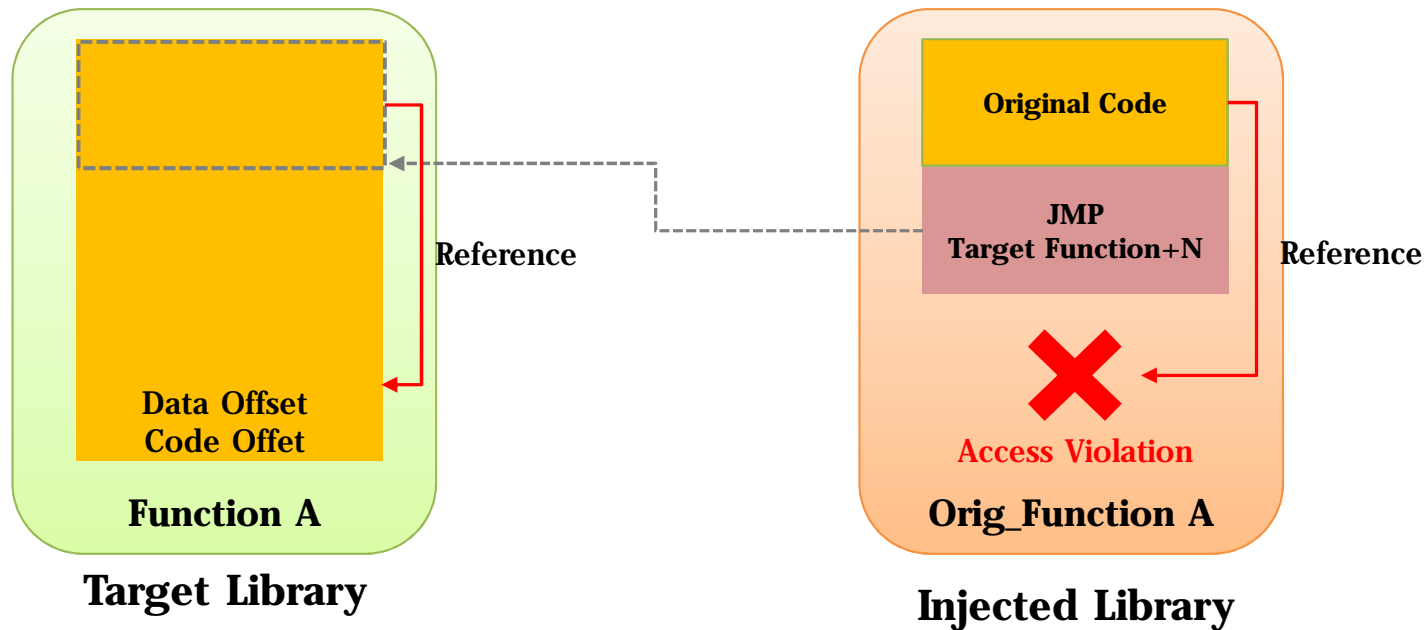 Original Code
JMP
Target Function+N
Reference
Reference
Data Offset
Code Offet
Access Violation
Function A
Orig_Function A
Target Library
Injected Library